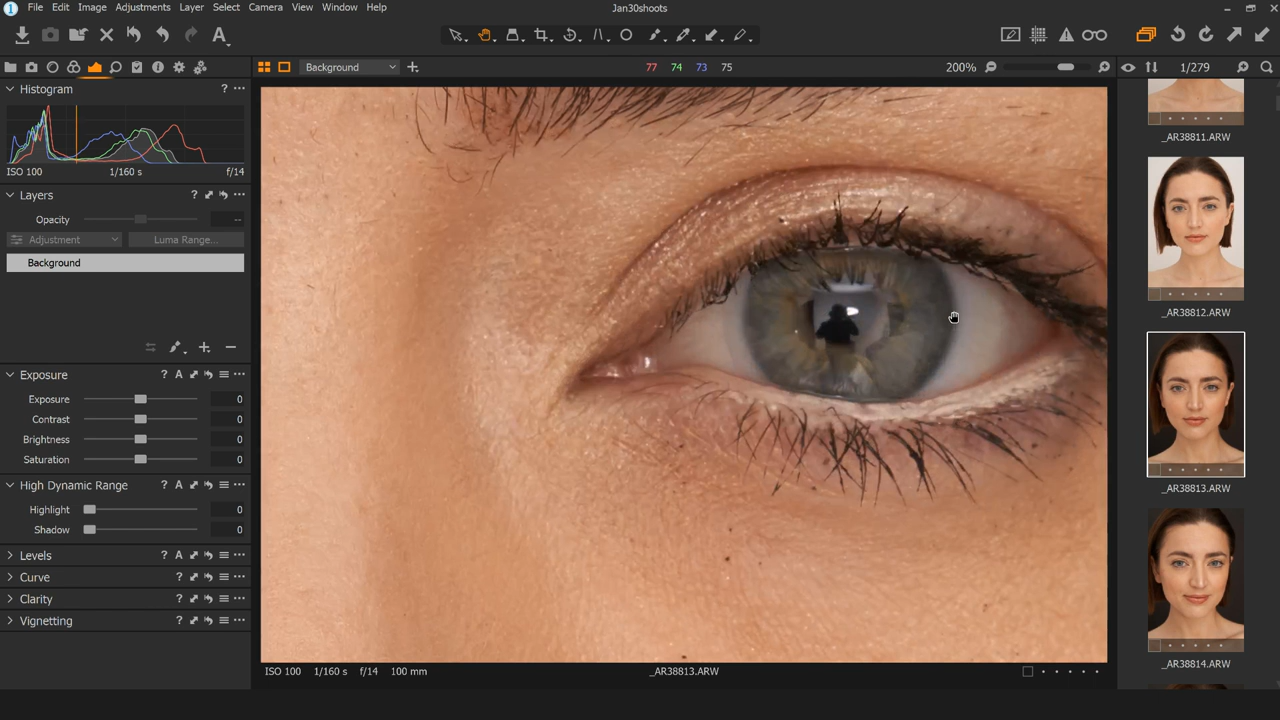 File Edit Image Adjustments Layer Select Camera View Window Help
Jan30shoots
Background
77 74 73 75
200%
1/279
Histogram
ISO 100 1/160 s f/14
Layers
Opacity --
Adjustment Luma Range...
Background
Exposure
Exposure 0
Contrast 0
Brightness 0
Saturation 0
High Dynamic Range
Highlight 0
Shadow 0
Levels
Curve
Clarity
Vignetting
ISO 100 1/160 s f/14 100 mm
_AR38813.ARW
_AR38811.ARW
_AR38812.ARW
_AR38813.ARW
_AR38814.ARW